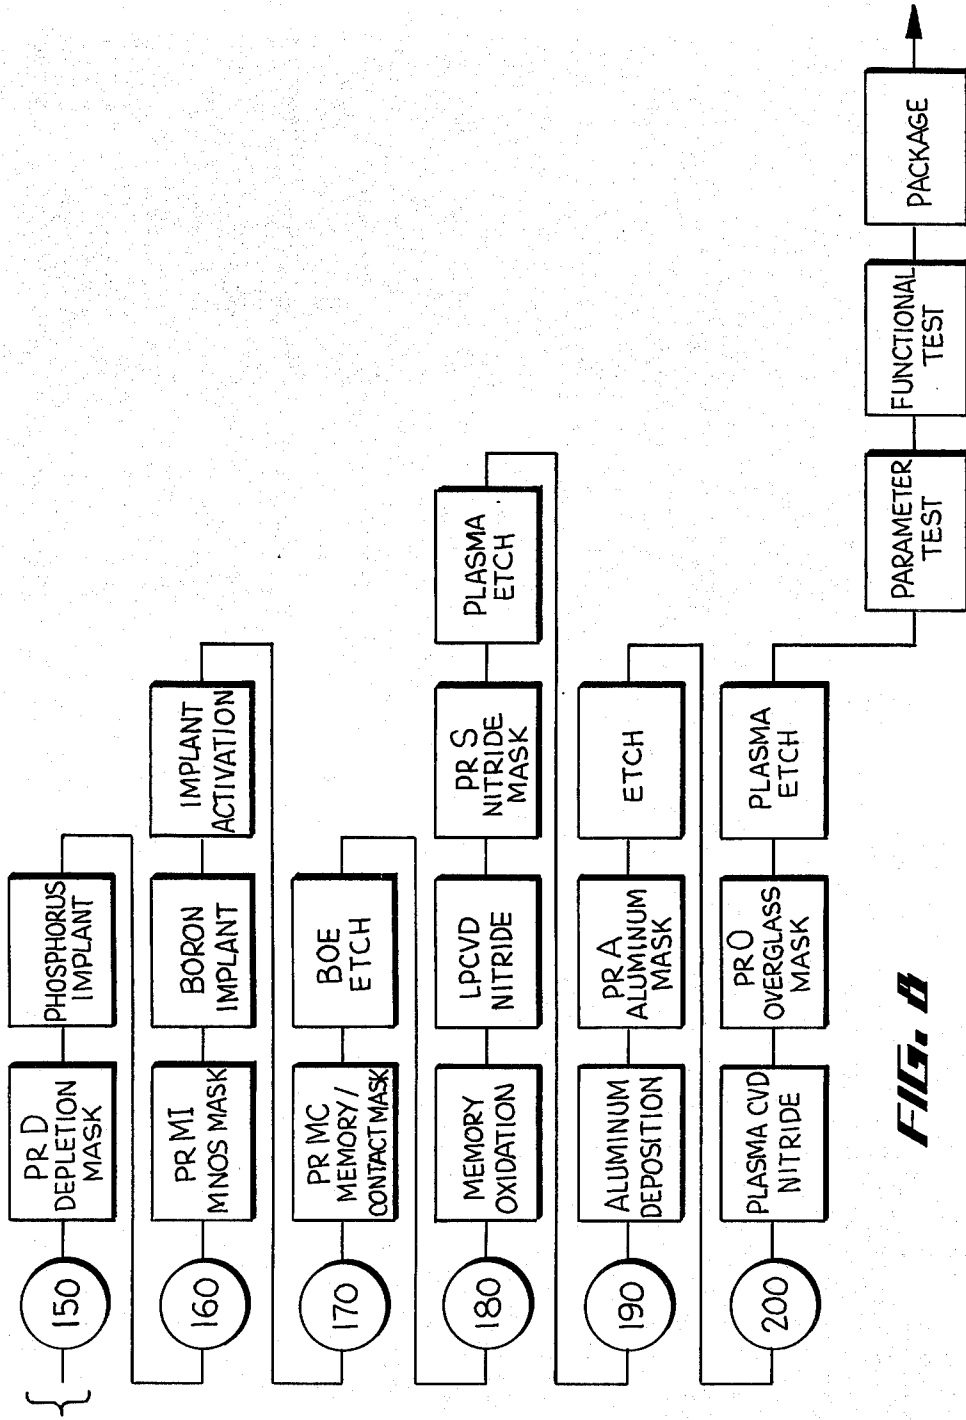 150
PR D
DEPLETION
MASK
PHOSPHORUS
IMPLANT
160
PR MI
MNOS MASK
BORON
IMPLANT
IMPLANT
ACTIVATION
170
PR MC
MEMORY/
CONTACT MASK
BOE
ETCH
180
MEMORY
OXIDATION
LPCVD
NITRIDE
PR S
NITRIDE
MASK
PLASMA
ETCH
190
ALUMINUM
DEPOSITION
PR A
ALUMINUM
MASK
ETCH
200
PLASMA CVD
NITRIDE
PR O
OVERGLASS
MASK
PLASMA
ETCH
PARAMETER
TEST
FUNCTIONAL
TEST
PACKAGE
FIG. 8